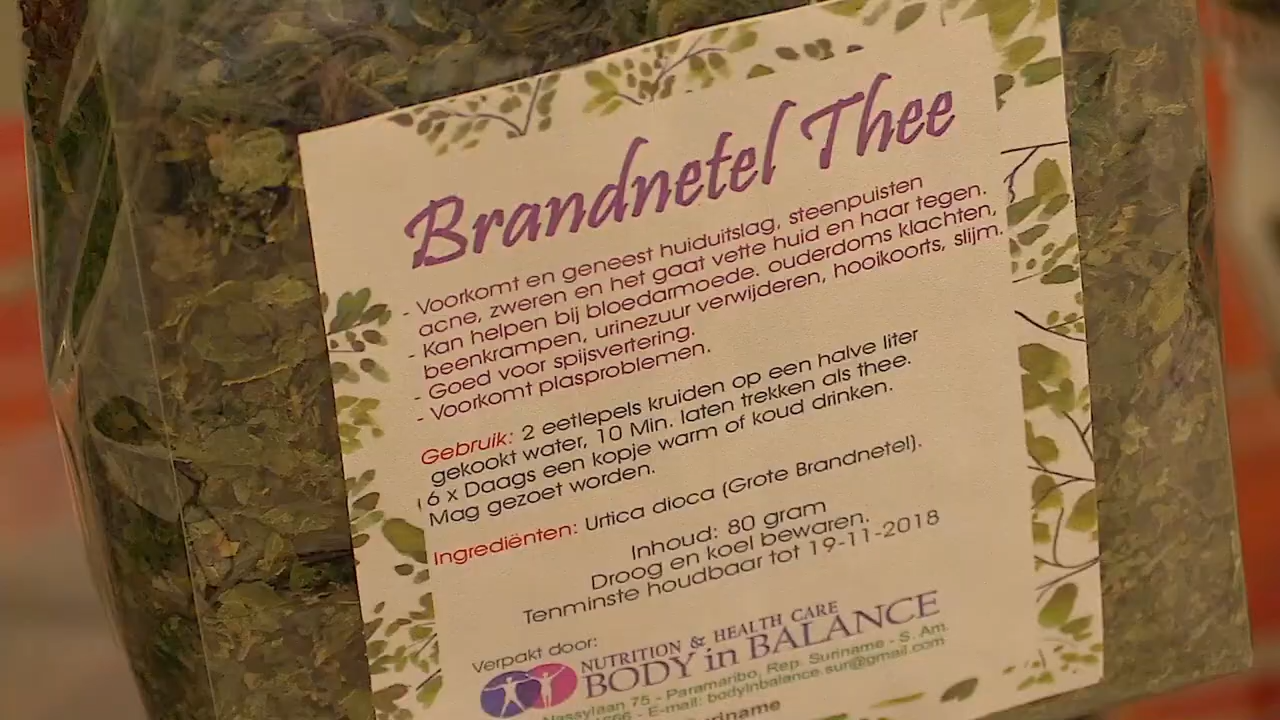 Brandnetel Thee
- Voorkomt en geneest huiduitslag, steenpuisten
acne, zweren en het gaat vette huid en haar tegen.
- Kan helpen bij bloedarmoede. ouderdoms klachten,
beenkrampen, urinezuur verwijderen, hooikoorts, slijm.
- Goed voor spijsvertering.
- Voorkomt plasproblemen.
Gebruik: 2 eetlepels kruiden op een halve liter
gekookt water, 10 Min. laten trekken als thee.
6 x Daags een kopje warm of koud drinken.
Mag gezoet worden.
Ingrediënten: Urtica dioca (Grote Brandnetel).
Inhoud: 80 gram
Droog en koel bewaren.
Tenminste houdbaar tot 19-11-2018
Verpakt door:
NUTRITION & HEALTH CARE
BODY in BALANCE
Nassylaan 75 - Paramaribo, Rep. Suriname - S. Am.
- E-mail: bodyinbalance.sur@gmail.com